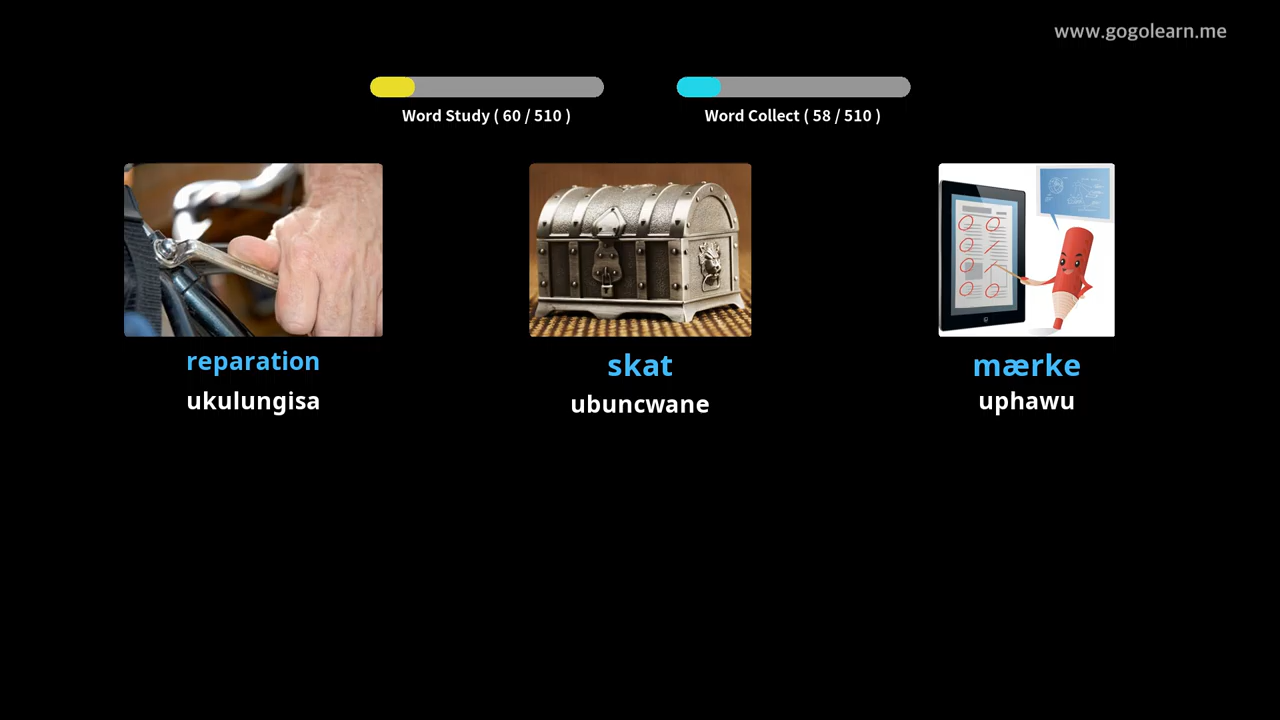 www.gogolearn.me
Word Study ( 60 / 510 )
Word Collect ( 58 / 510 )
reparation
ukulungisa
skat
ubuncwane
mærke
uphawu